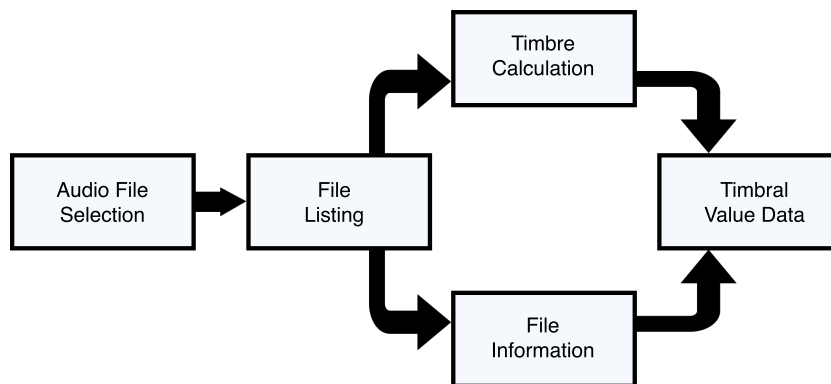 Audio File
Selection
File
Listing
Timbre
Calculation
File
Information
Timbral
Value Data